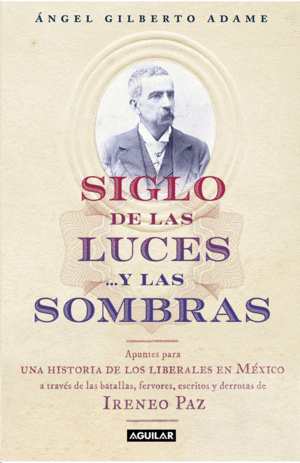 ÁNGEL GILBERTO ADAME
SIGLO
DE LAS
LUCES
...Y LAS
SOMBRAS
Apuntes para
UNA HISTORIA DE LOS LIBERALES EN MÉXICO
a través de las batallas, fervores, escritos y derrotas de
IRENEO PAZ
AGUILAR